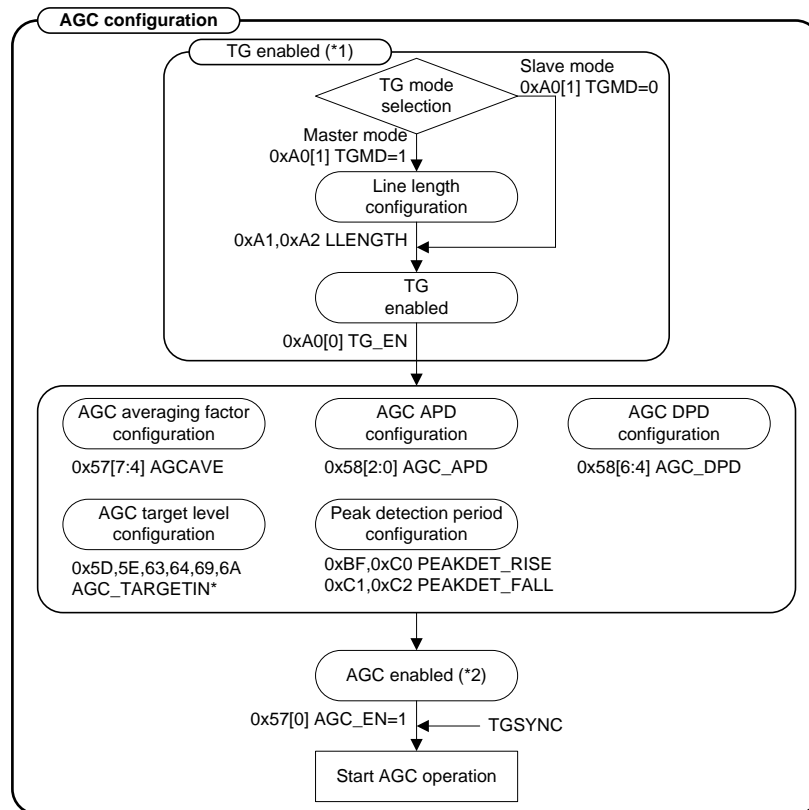 AGC configuration
TG enabled (*1)
TG mode
selection
Slave mode
0xA0[1] TGMD=0
Master mode
0xA0[1] TGMD=1
Line length
configuration
0xA1,0xA2 LLENGTH
TG
enabled
0xA0[0] TG_EN
AGC averaging factor
configuration
0x57[7:4] AGCAVE
AGC APD
configuration
0x58[2:0] AGC_APD
AGC DPD
configuration
0x58[6:4] AGC_DPD
AGC target level
configuration
0x5D,5E,63,64,69,6A
AGC_TARGETIN*
Peak detection period
configuration
0xBF,0xC0 PEAKDET_RISE
0xC1,0xC2 PEAKDET_FALL
AGC enabled (*2)
0x57[0] AGC_EN=1
TGSYNC
Start AGC operation